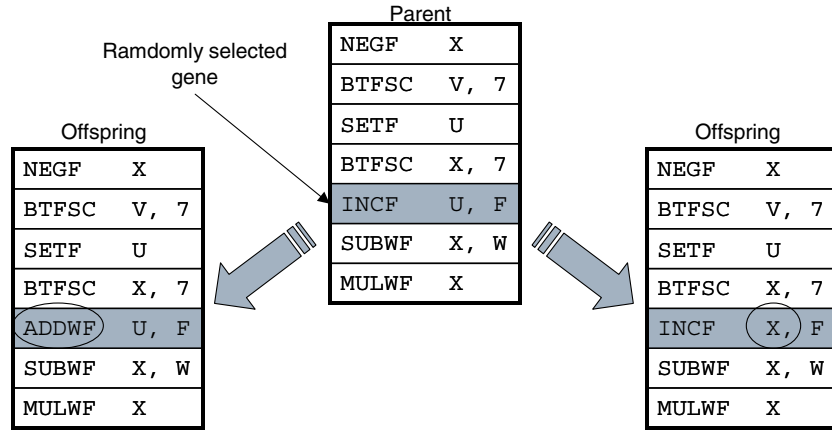 Parent
Ramdomly selected
gene
NEGF X
BTFSC V, 7
SETF U
BTFSC X, 7
INCF U, F
SUBWF X, W
MULWF X
Offspring
NEGF X
BTFSC V, 7
SETF U
BTFSC X, 7
ADDWF U, F
SUBWF X, W
MULWF X
Offspring
NEGF X
BTFSC V, 7
SETF U
BTFSC X, 7
INCF X, F
SUBWF X, W
MULWF X